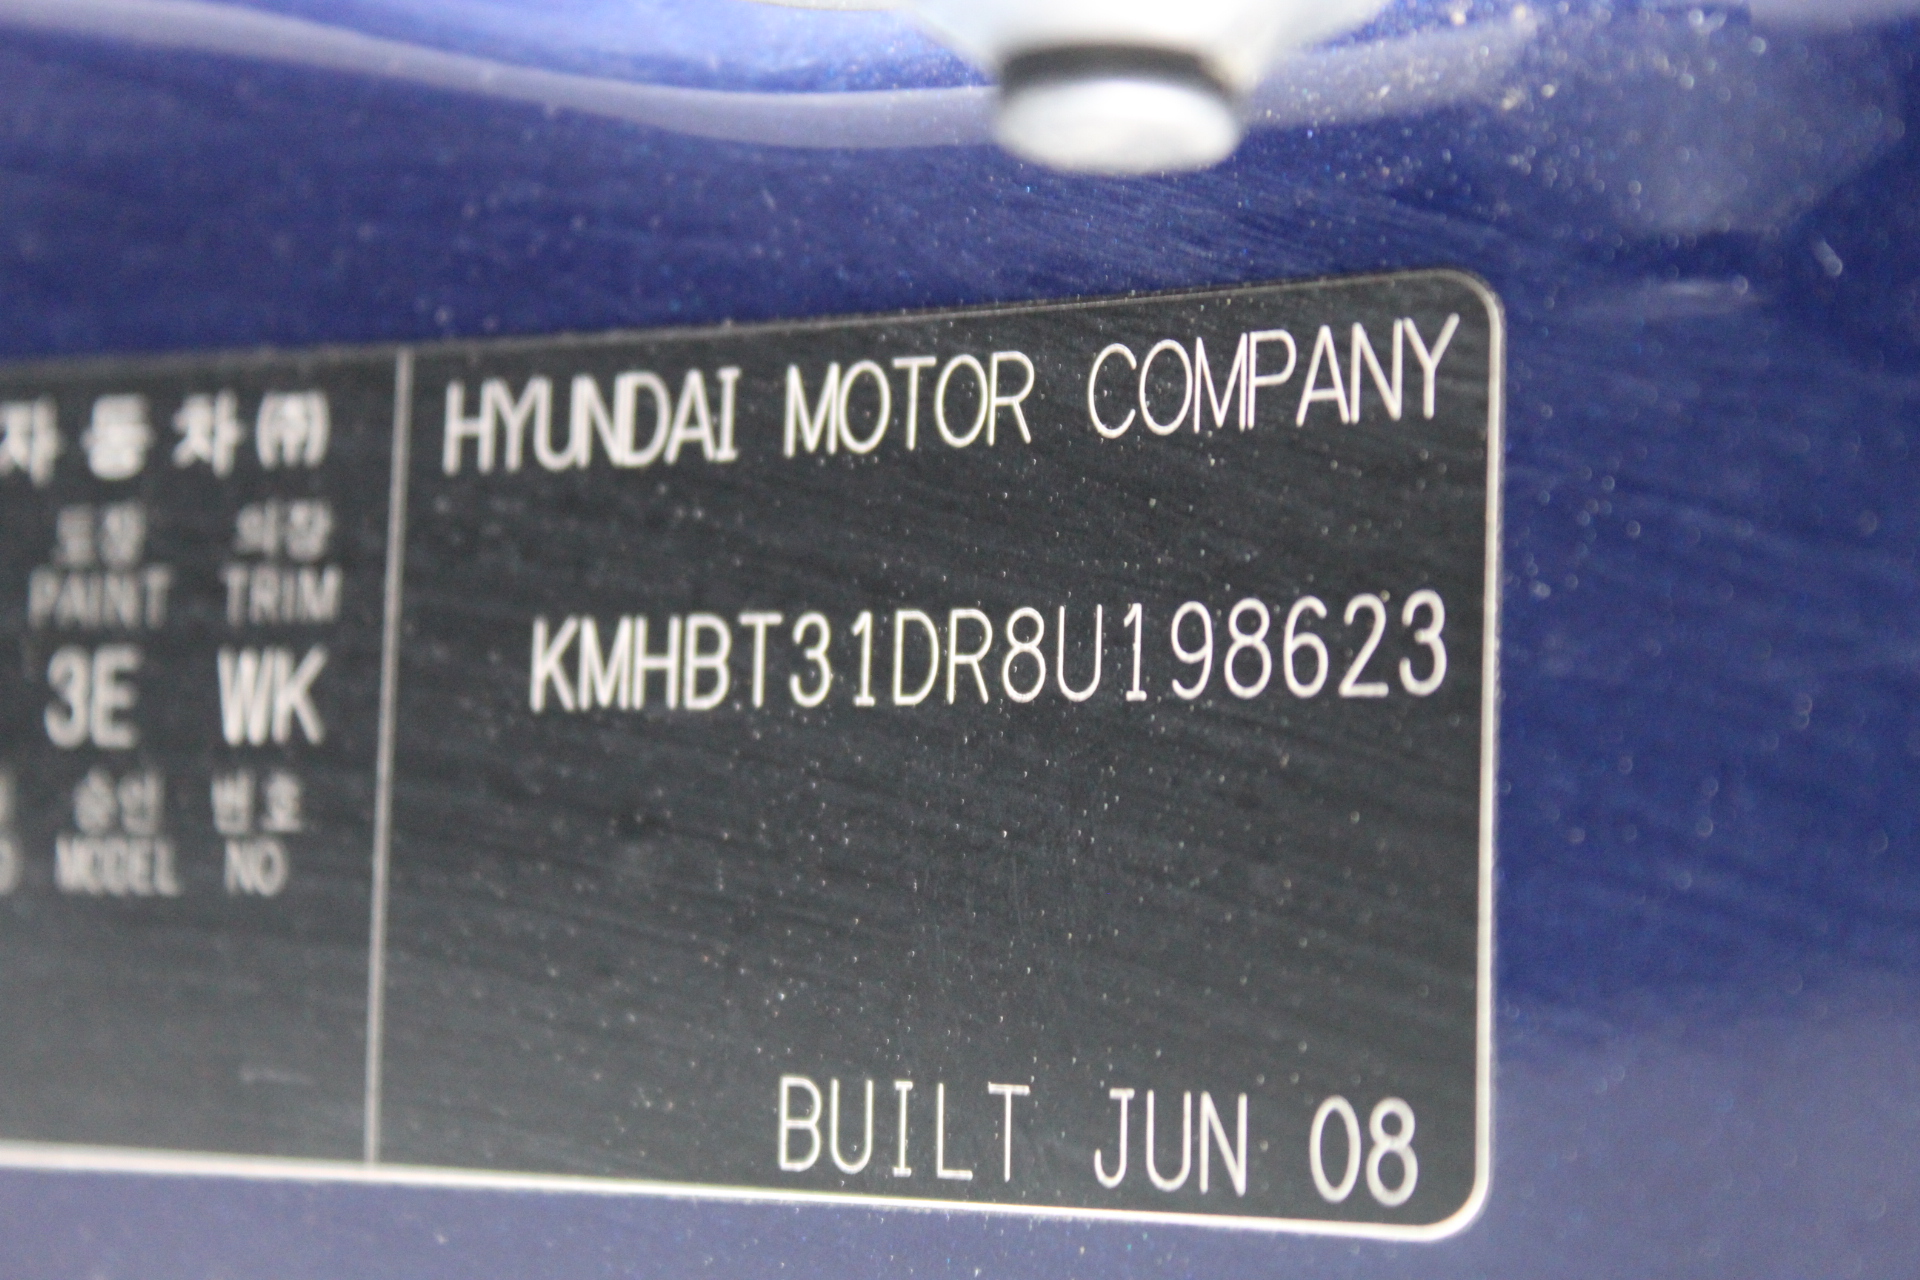 자동차(주)
HYUNDAI MOTOR COMPANY
도장 의장
PAINT TRIM
3E WK
KMHBT31DR8U198623
승인 번호
MODEL NO
BUILT JUN 08